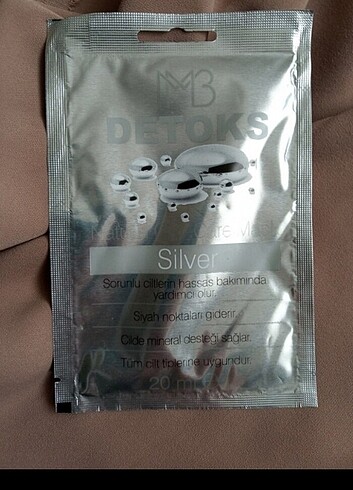 MB
DETOKS
Silver
Sorunlu ciltlerin hassas bakımında
yardımcı olur.
Siyah noktaları giderir.
Cilde mineral desteği sağlar.
Tüm cilt tiplerine uygundur.
20 ml